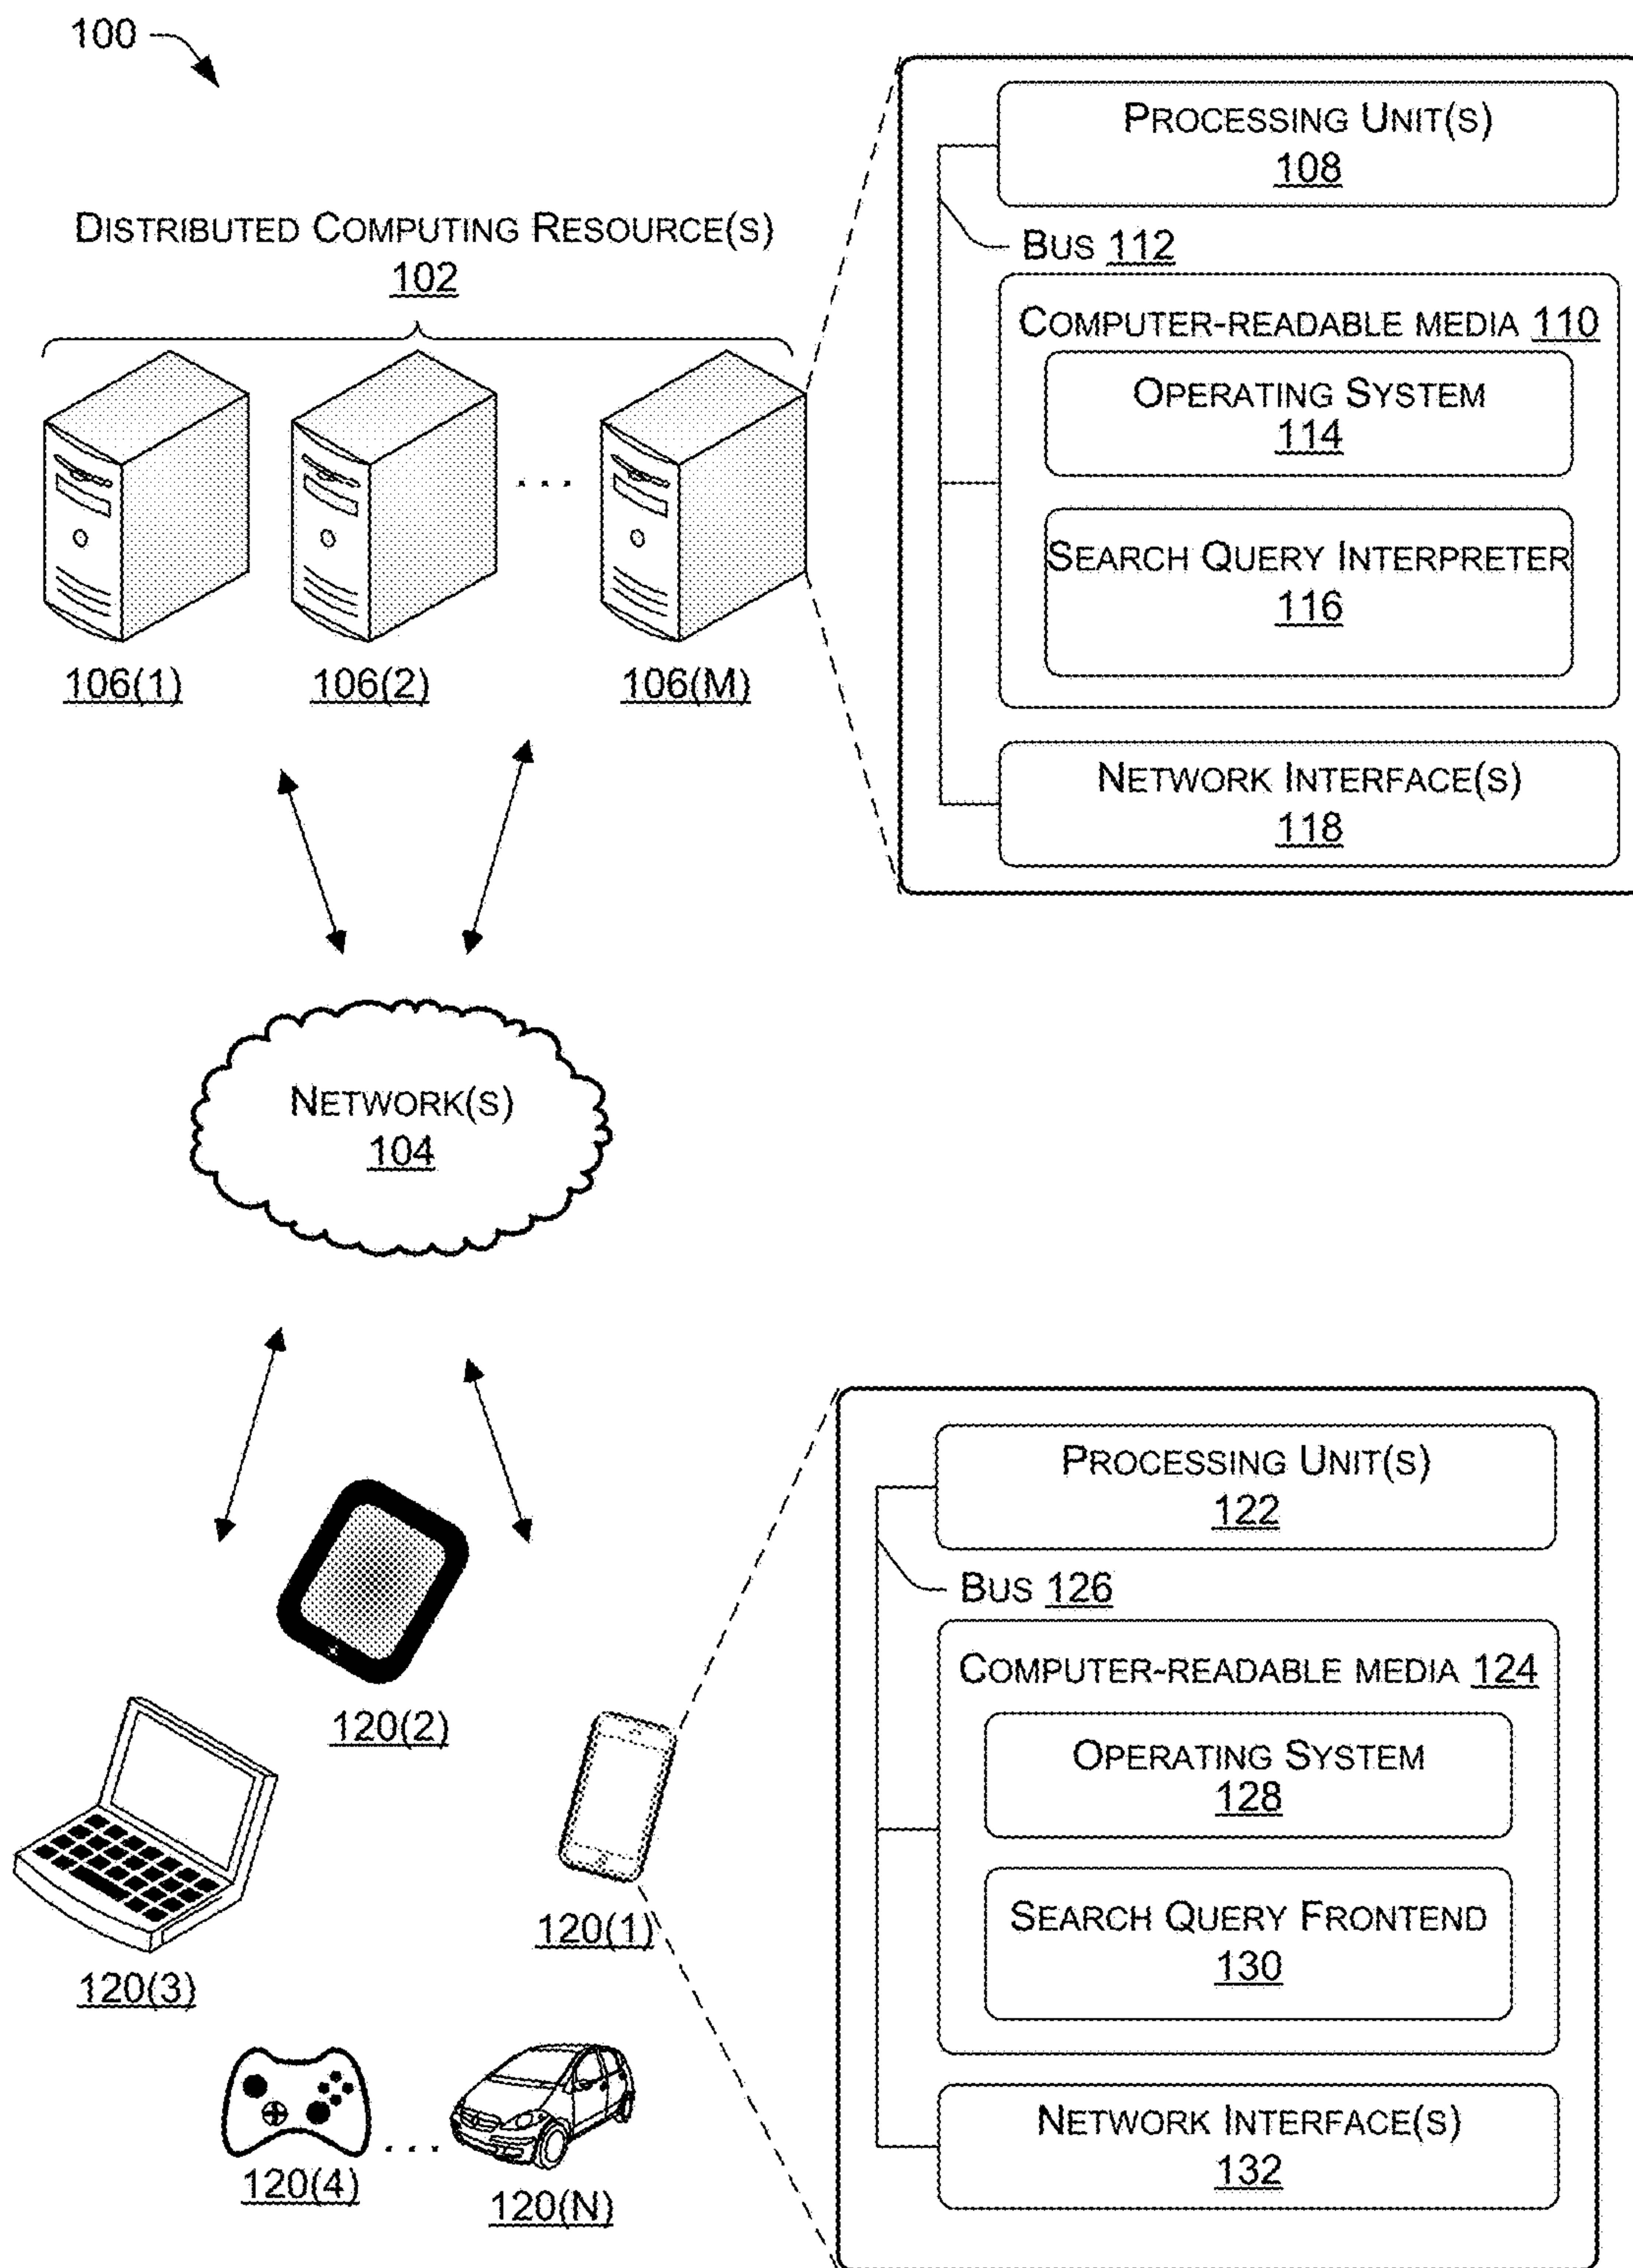 100
DISTRIBUTED COMPUTING RESOURCE(S)
102
106(1)
106(2)
...
106(M)
PROCESSING UNIT(S)
108
BUS 112
COMPUTER-READABLE MEDIA 110
OPERATING SYSTEM
114
SEARCH QUERY INTERPRETER
116
NETWORK INTERFACE(S)
118
NETWORK(S)
104
120(2)
120(1)
120(3)
120(4)
...
120(N)
PROCESSING UNIT(S)
122
BUS 126
COMPUTER-READABLE MEDIA 124
OPERATING SYSTEM
128
SEARCH QUERY FRONTEND
130
NETWORK INTERFACE(S)
132